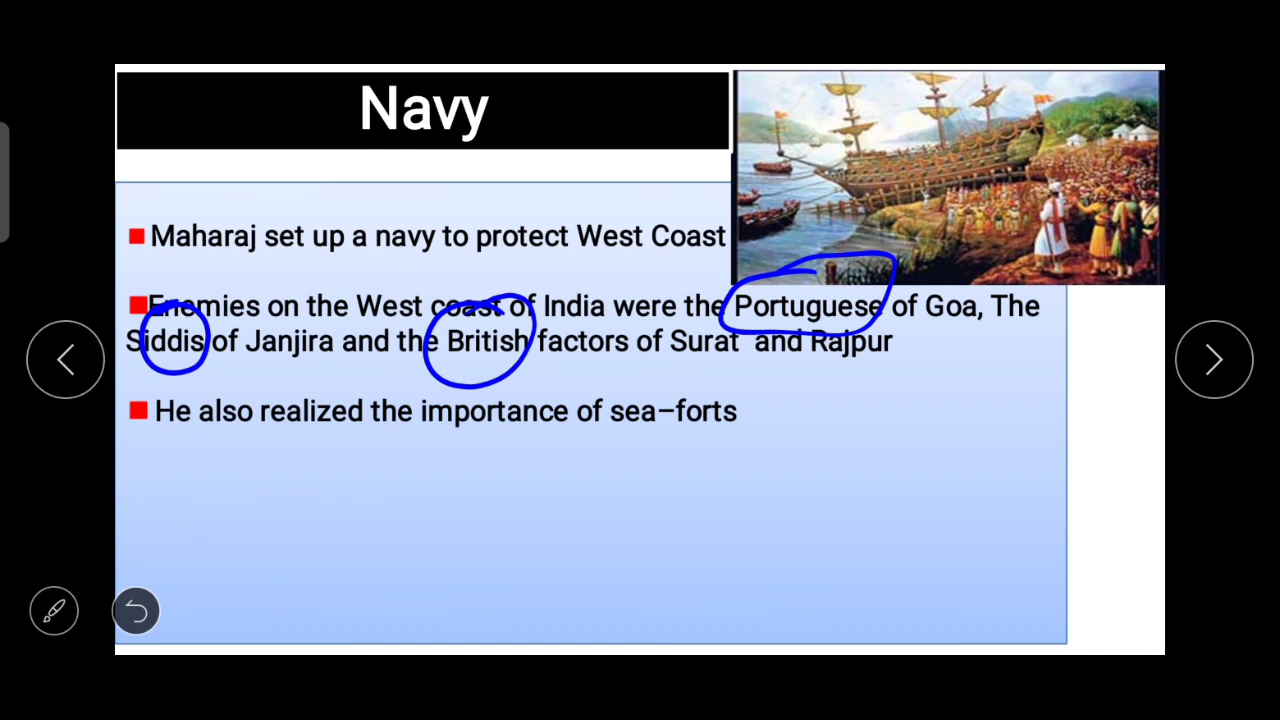 Navy
Maharaj set up a navy to protect West Coast
Enemies on the West coast of India were the Portuguese of Goa, The
Siddis of Janjira and the British factors of Surat and Rajpur
He also realized the importance of sea–forts